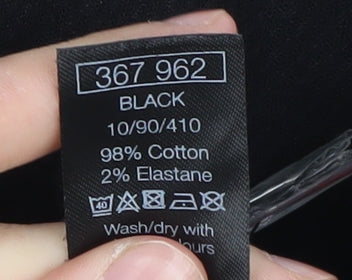 367 962
BLACK
10/90/410
98% Cotton
2% Elastane
40
Wash/dry with